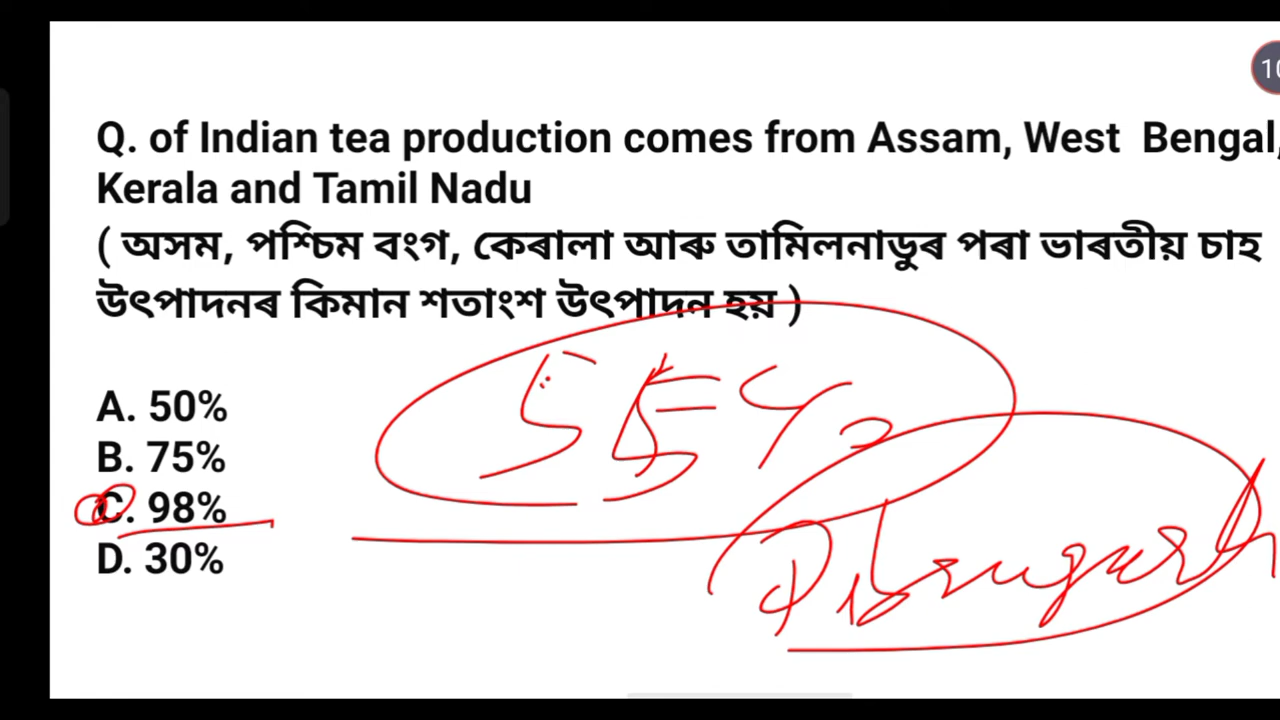 10
Q. of Indian tea production comes from Assam, West Bengal,
Kerala and Tamil Nadu
( অসম, পশ্চিম বংগ, কেৰালা আৰু তামিলনাডুৰ পৰা ভাৰতীয় চাহ
উৎপাদনৰ কিমান শতাংশ উৎপাদন হয় )
55%
A. 50%
B. 75%
C. 98%
D. 30%
Dibrugarh